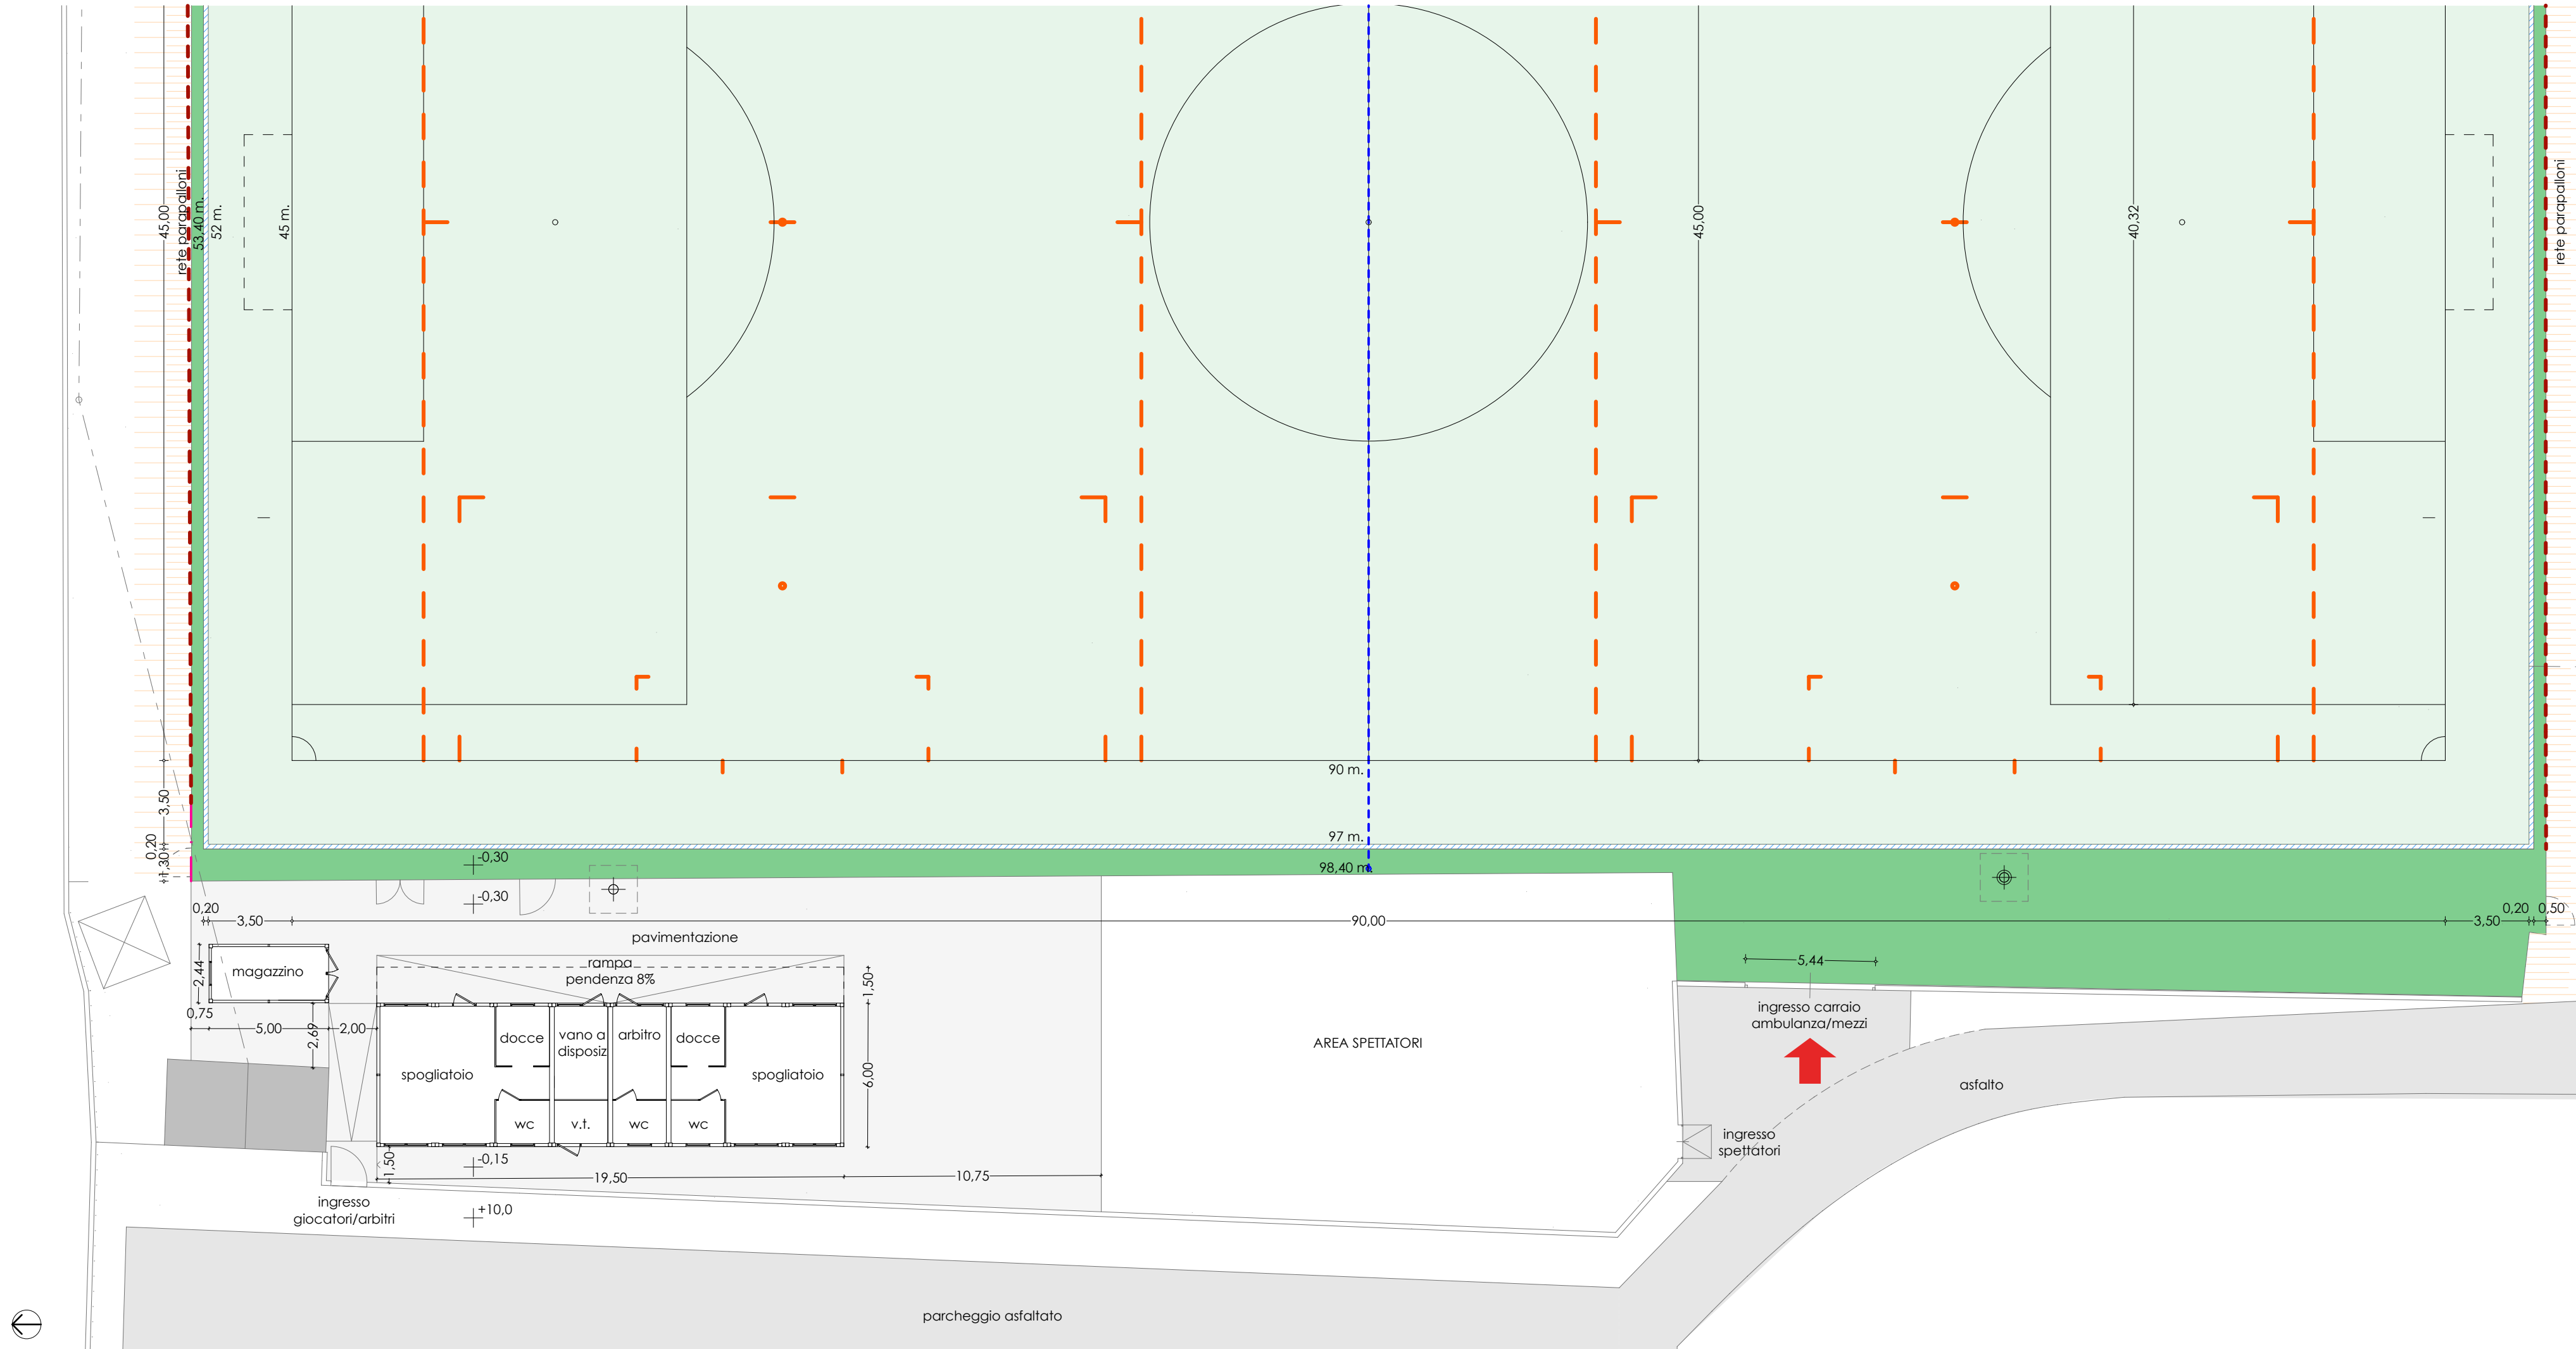 rete parapalloni
45,00
53,40 m.
52 m.
45 m.
45,00
40,32
rete parapalloni
90 m.
3,50
0,20
1,30
97 m.
98,40 m.
-0,30
-0,30
0,20
3,50
90,00
3,50
0,20
0,50
pavimentazione
rampa
pendenza 8%
magazzino
2,44
1,50
5,44
0,75
5,00
2,69
2,00
ingresso carraio
ambulanza/mezzi
docce
vano a
disposiz
arbitro
docce
AREA SPETTATORI
spogliatoio
spogliatoio
6,00
asfalto
wc
v.t.
wc
wc
ingresso
spettatori
1,50
-0,15
19,50
10,75
ingresso
giocatori/arbitri
+10,0
parcheggio asfaltato